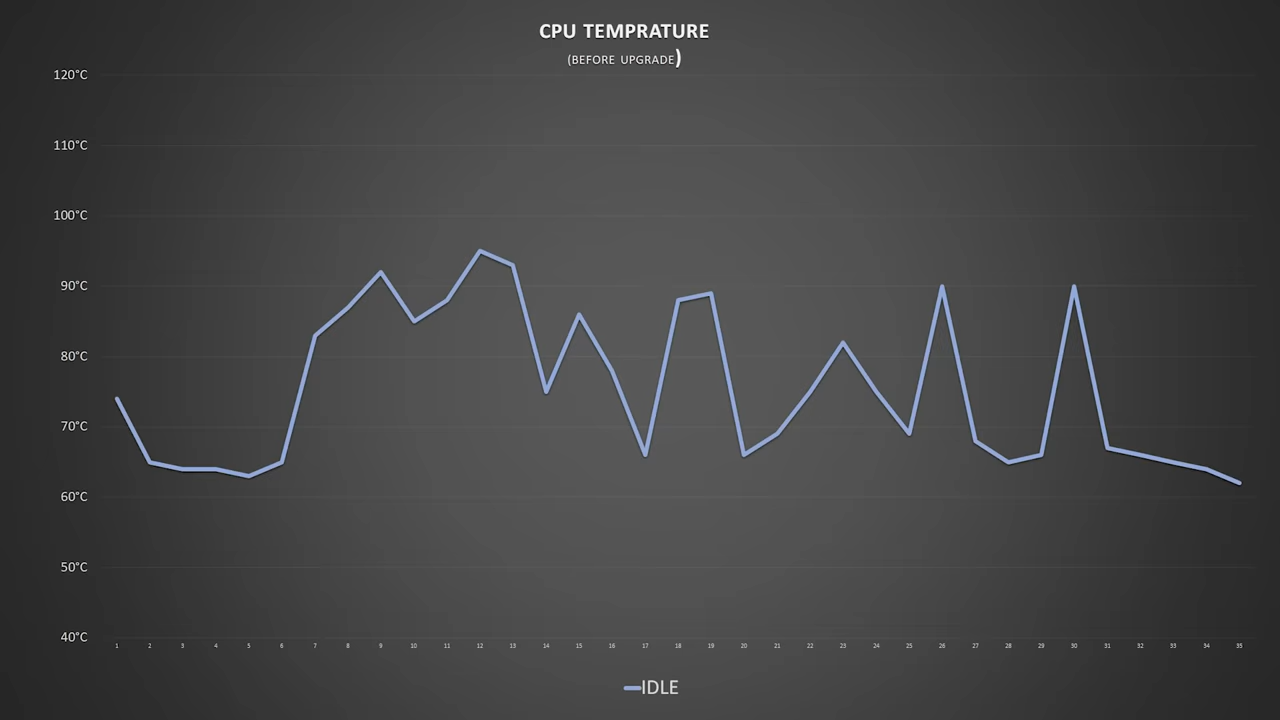 CPU TEMPRATURE
(BEFORE UPGRADE)
120°C
110°C
100°C
90°C
80°C
70°C
60°C
50°C
40°C
1 2 3 4 5 6 7 8 9 10 11 12 13 14 15 16 17 18 19 20 21 22 23 24 25 26 27 28 29 30 31 32 33 34 35
IDLE